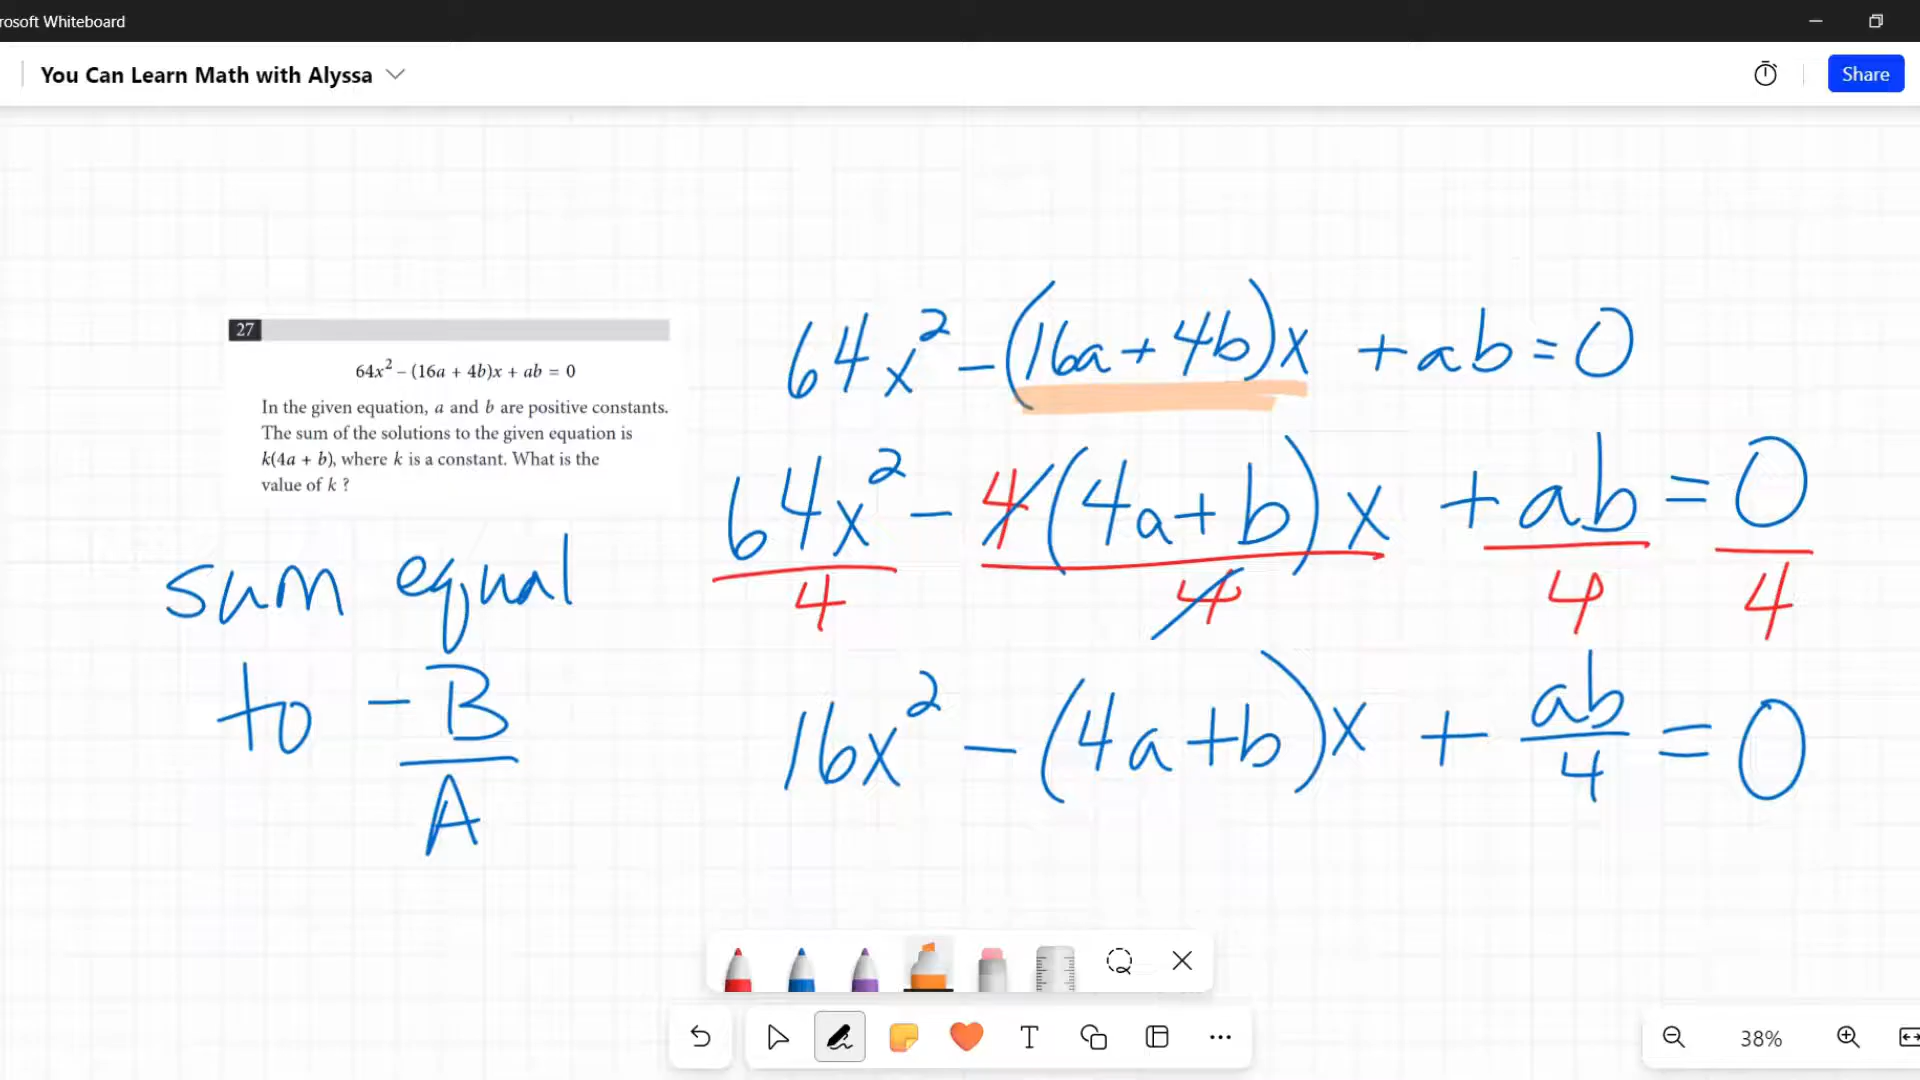 rosoft Whiteboard
You Can Learn Math with Alyssa
Share
27
64x² – (16a + 4b)x + ab = 0
In the given equation, a and b are positive constants.
The sum of the solutions to the given equation is
k(4a + b), where k is a constant. What is the
value of k ?
sum equal
to -B
A
64x² - (16a + 4b)x + ab = 0
64x² - 4(4a + b)x + ab = 0
4 4 4 4
16x² - (4a + b)x + ab/4 = 0
38%